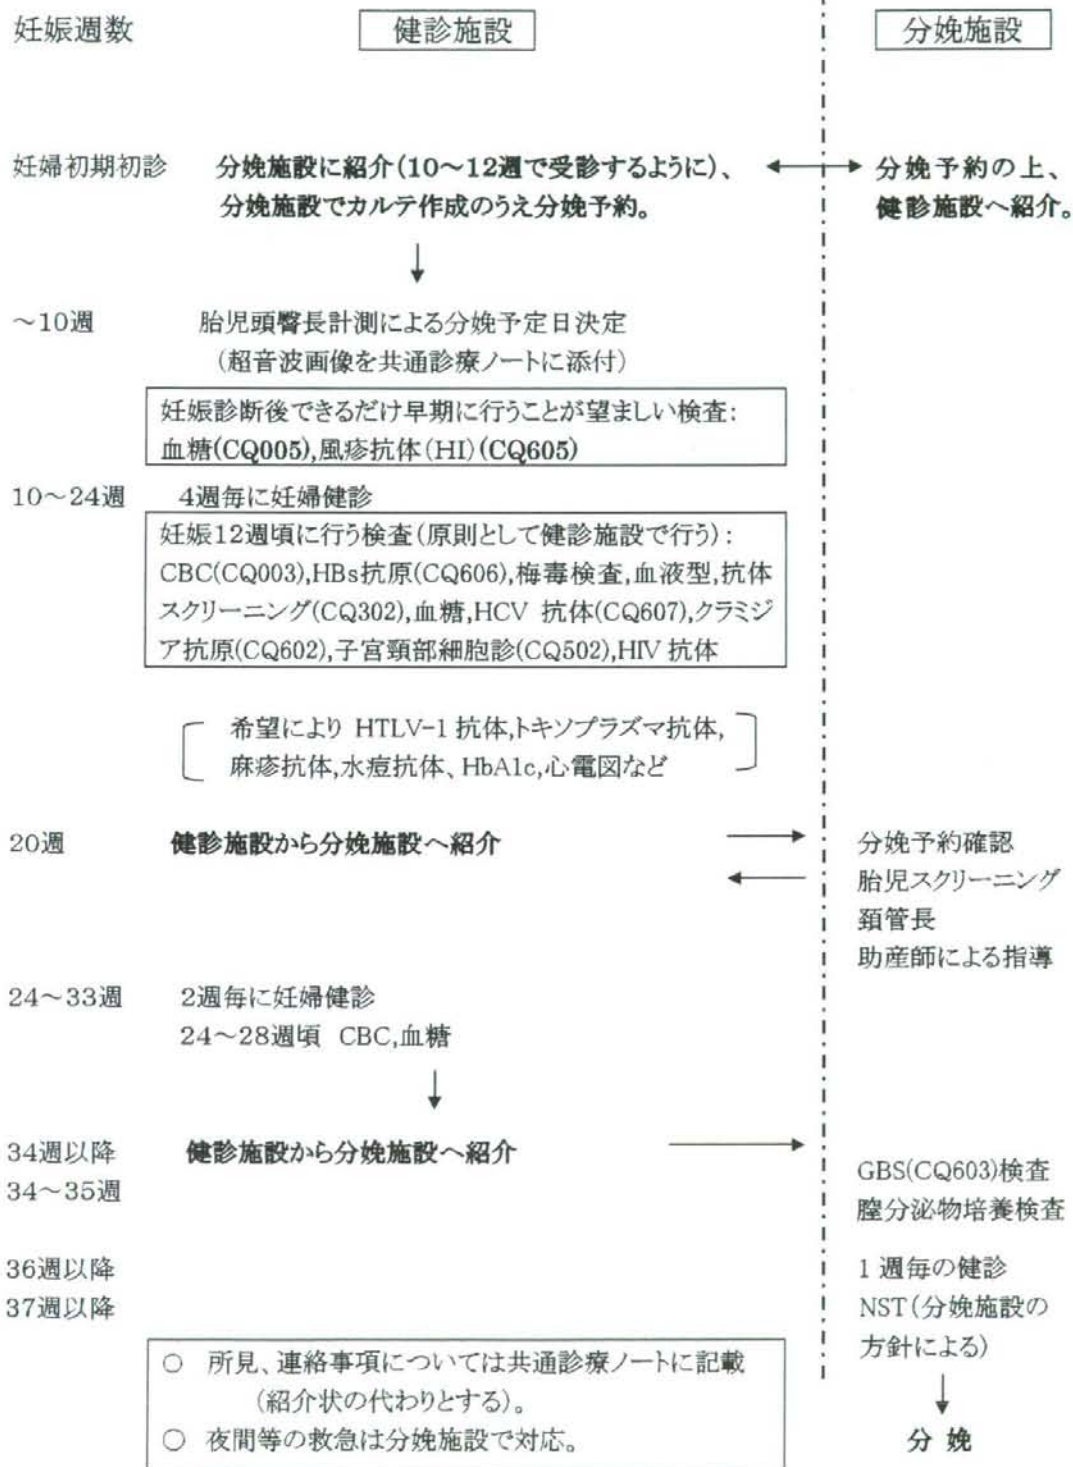 妊娠週数 健診施設 分娩施設
妊婦初期初診 分娩施設に紹介(10～12週で受診するように)、 分娩予約の上、
分娩施設でカルテ作成のうえ分娩予約。 健診施設へ紹介。
～10週 胎児頭臀長計測による分娩予定日決定
(超音波画像を共通診療ノートに添付)
妊娠診断後できるだけ早期に行うことが望ましい検査:
血糖(CQ005),風疹抗体(HI)(CQ605)
10～24週 4週毎に妊婦健診
妊娠12週頃に行う検査(原則として健診施設で行う):
CBC(CQ003),HBs抗原(CQ606),梅毒検査,血液型,抗体
スクリーニング(CQ302),血糖,HCV 抗体(CQ607),クラミジ
ア抗原(CQ602),子宮頸部細胞診(CQ502),HIV 抗体
希望により HTLV-1 抗体,トキソプラズマ抗体,
麻疹抗体,水痘抗体、HbA1c,心電図など
20週 健診施設から分娩施設へ紹介 分娩予約確認
胎児スクリーニング
頚管長
助産師による指導
24～33週 2週毎に妊婦健診
24～28週頃 CBC,血糖
34週以降 健診施設から分娩施設へ紹介
34～35週 GBS(CQ603)検査
膣分泌物培養検査
36週以降 1週毎の健診
37週以降 NST(分娩施設の
方針による)
○ 所見、連絡事項については共通診療ノートに記載
(紹介状の代わりとする)。
○ 夜間等の救急は分娩施設で対応。
分 娩